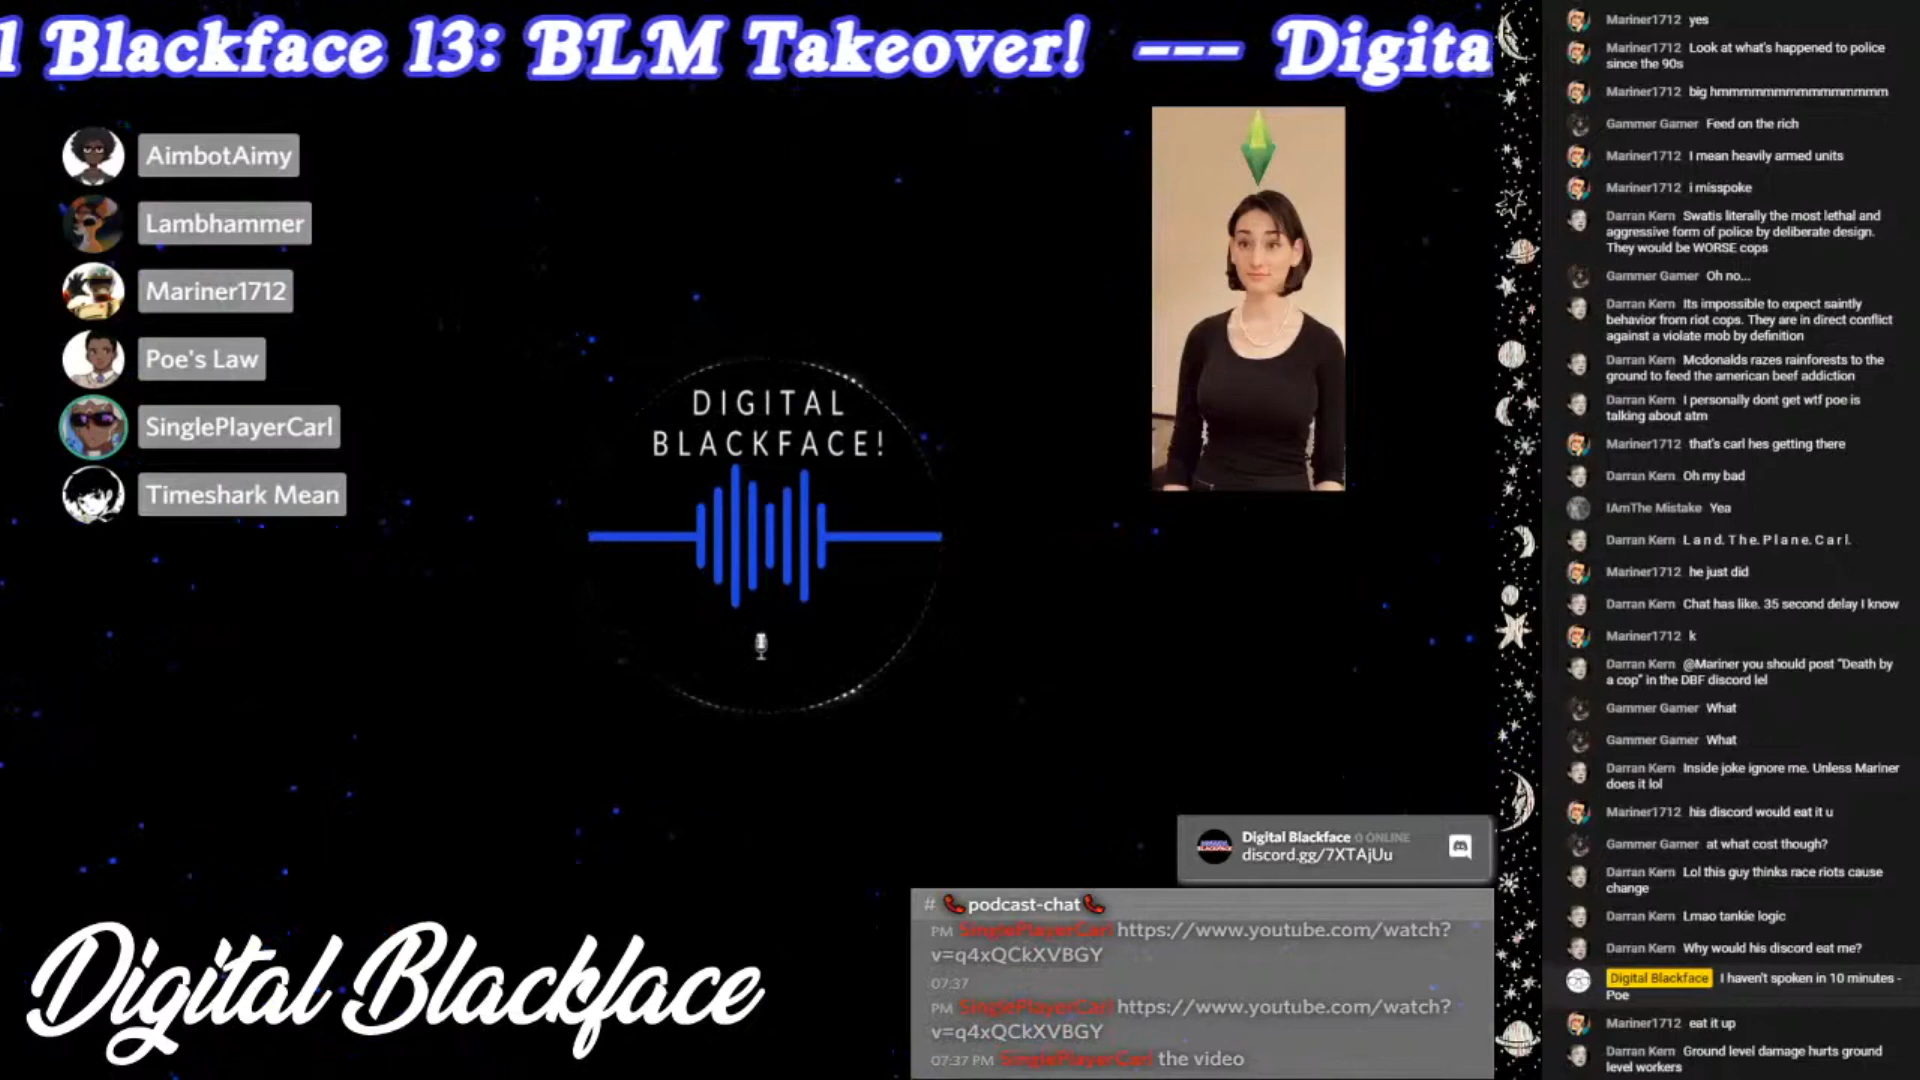 l Blackface 13: BLM Takeover! --- Digita
AimbotAimy
Lambhammer
Mariner1712
Poe's Law
SinglePlayerCarl
Timeshark Mean
DIGITAL
BLACKFACE!
Digital Blackface 0 ONLINE
discord.gg/7XTAjUu
# podcast-chat
PM SinglePlayerCarl https://www.youtube.com/watch?
v=q4xQCkXVBGY
07:37
PM SinglePlayerCarl https://www.youtube.com/watch?
v=q4xQCkXVBGY
07:37 PM SinglePlayerCarl the video
Digital Blackface
Mariner1712 yes
Mariner1712 Look at what's happened to police
since the 90s
Mariner1712 big hmmmmmmmmmmmmmmmm
Gammer Gamer Feed on the rich
Mariner1712 I mean heavily armed units
Mariner1712 i misspoke
Darran Kern Swatis literally the most lethal and
aggressive form of police by deliberate design.
They would be WORSE cops
Gammer Gamer Oh no...
Darran Kern Its impossible to expect saintly
behavior from riot cops. They are in direct conflict
against a violate mob by definition
Darran Kern Mcdonalds razes rainforests to the
ground to feed the american beef addiction
Darran Kern I personally dont get wtf poe is
talking about atm
Mariner1712 that's carl hes getting there
Darran Kern Oh my bad
IAmThe Mistake Yea
Darran Kern L a n d. T h e. P l a n e. C a r l.
Mariner1712 he just did
Darran Kern Chat has like. 35 second delay I know
Mariner1712 k
Darran Kern @Mariner you should post "Death by
a cop" in the DBF discord lel
Gammer Gamer What
Gammer Gamer What
Darran Kern Inside joke ignore me. Unless Mariner
does it lol
Mariner1712 his discord would eat it u
Gammer Gamer at what cost though?
Darran Kern Lol this guy thinks race riots cause
change
Darran Kern Lmao tankie logic
Darran Kern Why would his discord eat me?
Digital Blackface I haven't spoken in 10 minutes -
Poe
Mariner1712 eat it up
Darran Kern Ground level damage hurts ground
level workers